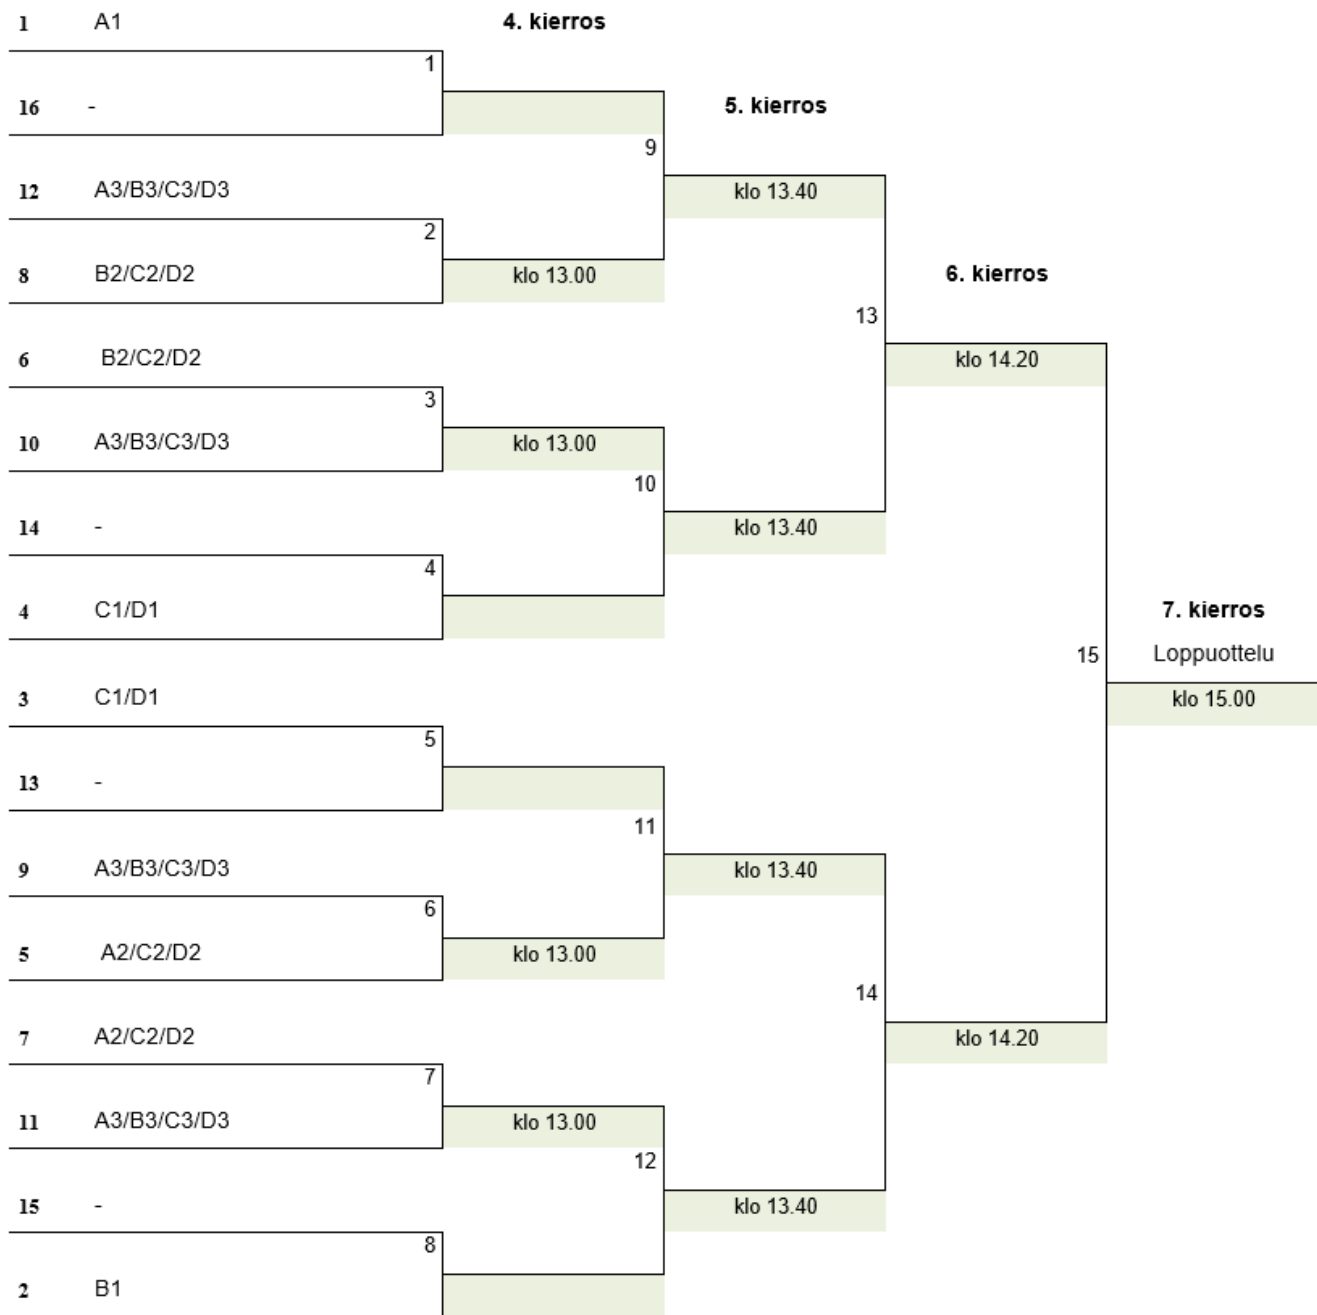 1 A1 4. kierros
1
16 - 5. kierros
9
12 A3/B3/C3/D3 klo 13.40
2
8 B2/C2/D2 klo 13.00 6. kierros
13
6 B2/C2/D2 klo 14.20
3
10 A3/B3/C3/D3 klo 13.00
10
14 - klo 13.40
4
4 C1/D1 7. kierros
15 Loppuottelu
3 C1/D1 klo 15.00
5
13 -
11
9 A3/B3/C3/D3 klo 13.40
6
5 A2/C2/D2 klo 13.00
14
7 A2/C2/D2 klo 14.20
7
11 A3/B3/C3/D3 klo 13.00
12
15 - klo 13.40
8
2 B1